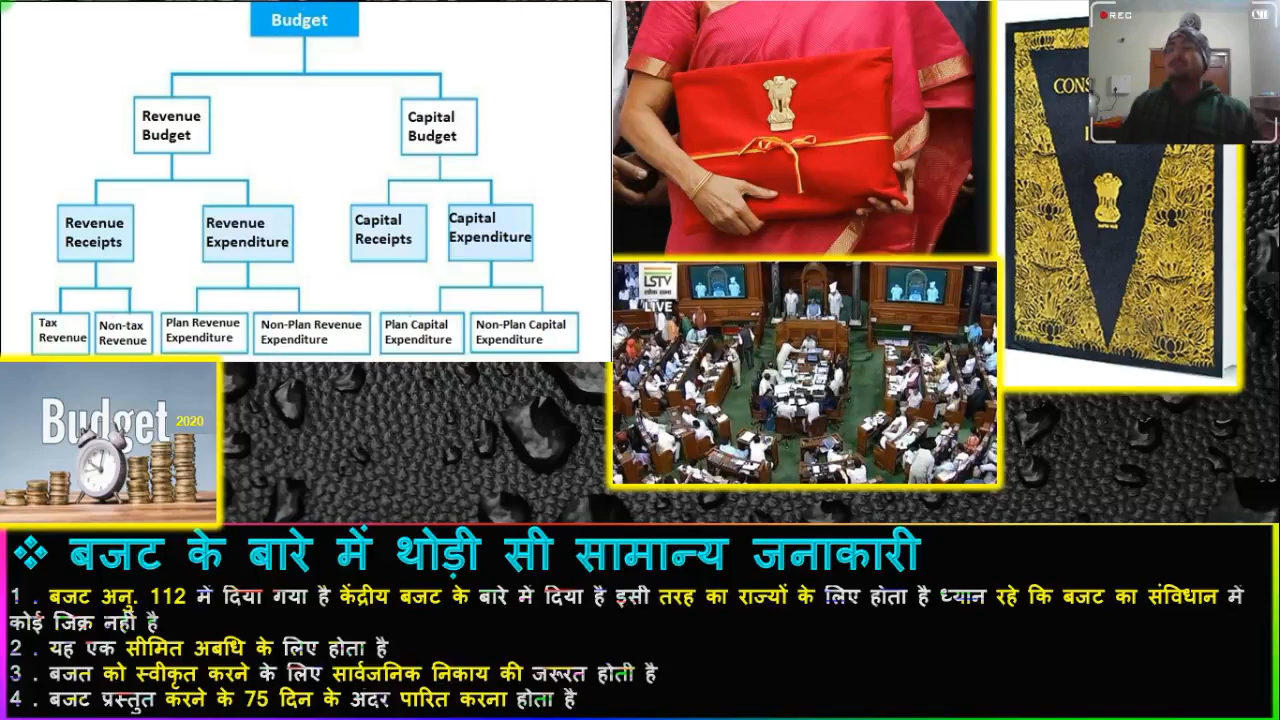 Budget
Revenue
Budget
Capital
Budget
Revenue
Receipts
Revenue
Expenditure
Capital
Receipts
Capital
Expenditure
Tax
Revenue
Non-tax
Revenue
Plan Revenue
Expenditure
Non-Plan Revenue
Expenditure
Plan Capital
Expenditure
Non-Plan Capital
Expenditure
REC
CONS
LSTV
लोक सभा
LIVE
Budget 2020
❖ बजट के बारे में थोड़ी सी सामान्य जनाकारी
1 . बजट अनु. 112 में दिया गया है केंद्रीय बजट के बारे में दिया है इसी तरह का राज्यों के लिए होता है ध्यान रहे कि बजट का संविधान में
कोई जिक्र नहीं है
2 . यह एक सीमित अबधि के लिए होता है
3 . बजत को स्वीकृत करने के लिए सार्वजनिक निकाय की जरूरत होती है
4 . बजट प्रस्तुत करने के 75 दिन के अंदर पारित करना होता है